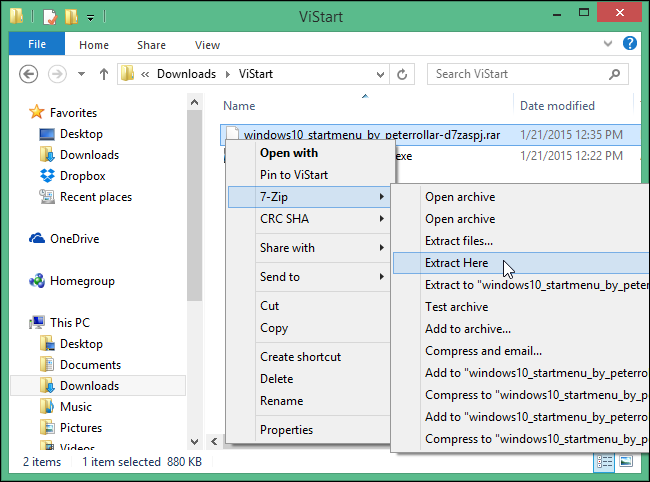 ViStart
File Home Share View
Downloads ViStart Search ViStart
Name Date modified
Favorites
Desktop
Downloads
Dropbox
Recent places
OneDrive
Homegroup
This PC
Desktop
Documents
Downloads
Music
Pictures
Videos
windows10_startmenu_by_peterrollar-d7zaspj.rar 1/21/2015 12:35 PM
.exe 1/21/2015 12:22 PM
Open with
Pin to ViStart
7-Zip
CRC SHA
Share with
Send to
Cut
Copy
Create shortcut
Delete
Rename
Properties
Open archive
Open archive
Extract files...
Extract Here
Extract to "windows10_startmenu_by_pete
Test archive
Add to archive...
Compress and email...
Add to "windows10_startmenu_by_peterro
Compress to "windows10_startmenu_by_p
Add to "windows10_startmenu_by_peterro
Compress to "windows10_startmenu_by_p
2 items 1 item selected 880 KB